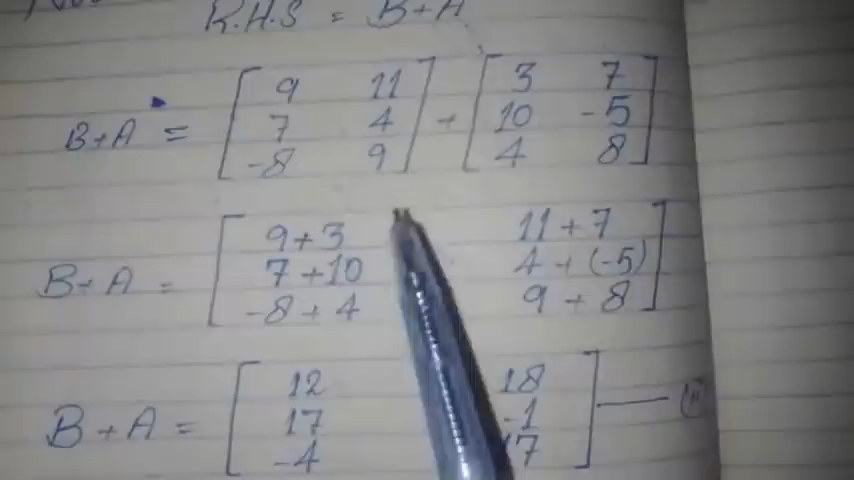 R.H.S = B+A
B+A = [ 9 11 ] + [ 3 7 ]
[ 7 4 ] [ 10 -5 ]
[ -8 9 ] [ 4 8 ]
B+A = [ 9+3 11+7 ]
[ 7+10 4+(-5) ]
[ -8+4 9+8 ]
B+A = [ 12 18 ]
[ 17 -1 ] —
[ -4 17 ]